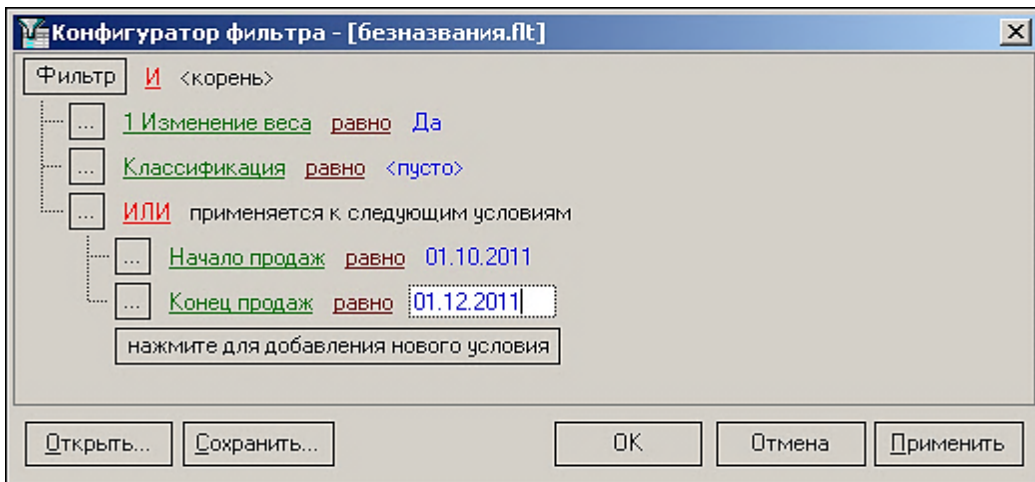 Конфигуратор фильтра - [безназвания.flt]
Фильтр И <корень>
... 1 Изменение веса равно Да
... Классификация равно <пусто>
... ИЛИ применяется к следующим условиям
... Начало продаж равно 01.10.2011
... Конец продаж равно 01.12.2011
нажмите для добавления нового условия
Открыть... Сохранить... OK Отмена Применить